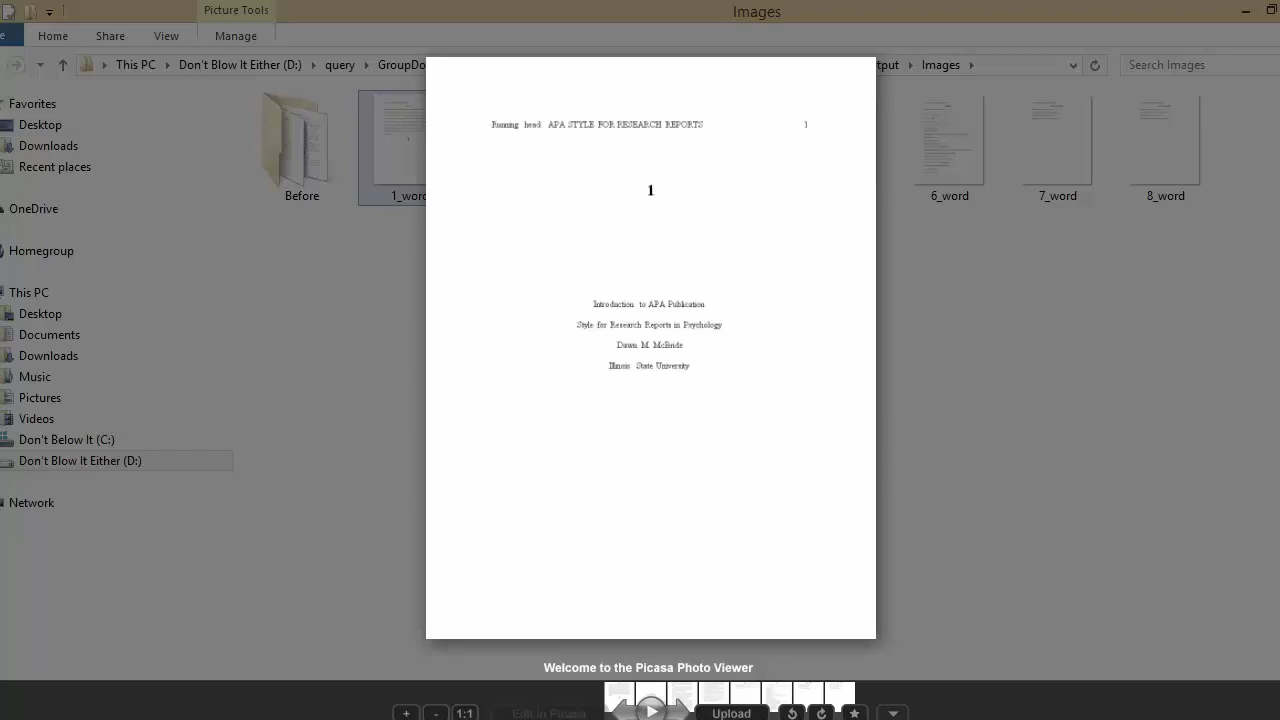 Picture Tools
Images
Home Share View Manage
This PC Don't Blow It Either (D:) query GroupDo
tput Images
Search Images
Favorites
Desktop
Downloads
Recent places
OneDrive
Homegroup
This PC
Desktop
Documents
Downloads
Music
Pictures
Videos
Don't Below It (C:)
Don't Blow It Either (D:)
Network
Before
1_word
6_word
7_word
8_word
Running head APA STYLE FOR RESEARCH REPORTS 1
1
Introduction to APA Publication
Style for Research Reports in Psychology
Dawn M. McBride
Illinois State University
Welcome to the Picasa Photo Viewer
+ - 1:1 Edit in Picasa Upload